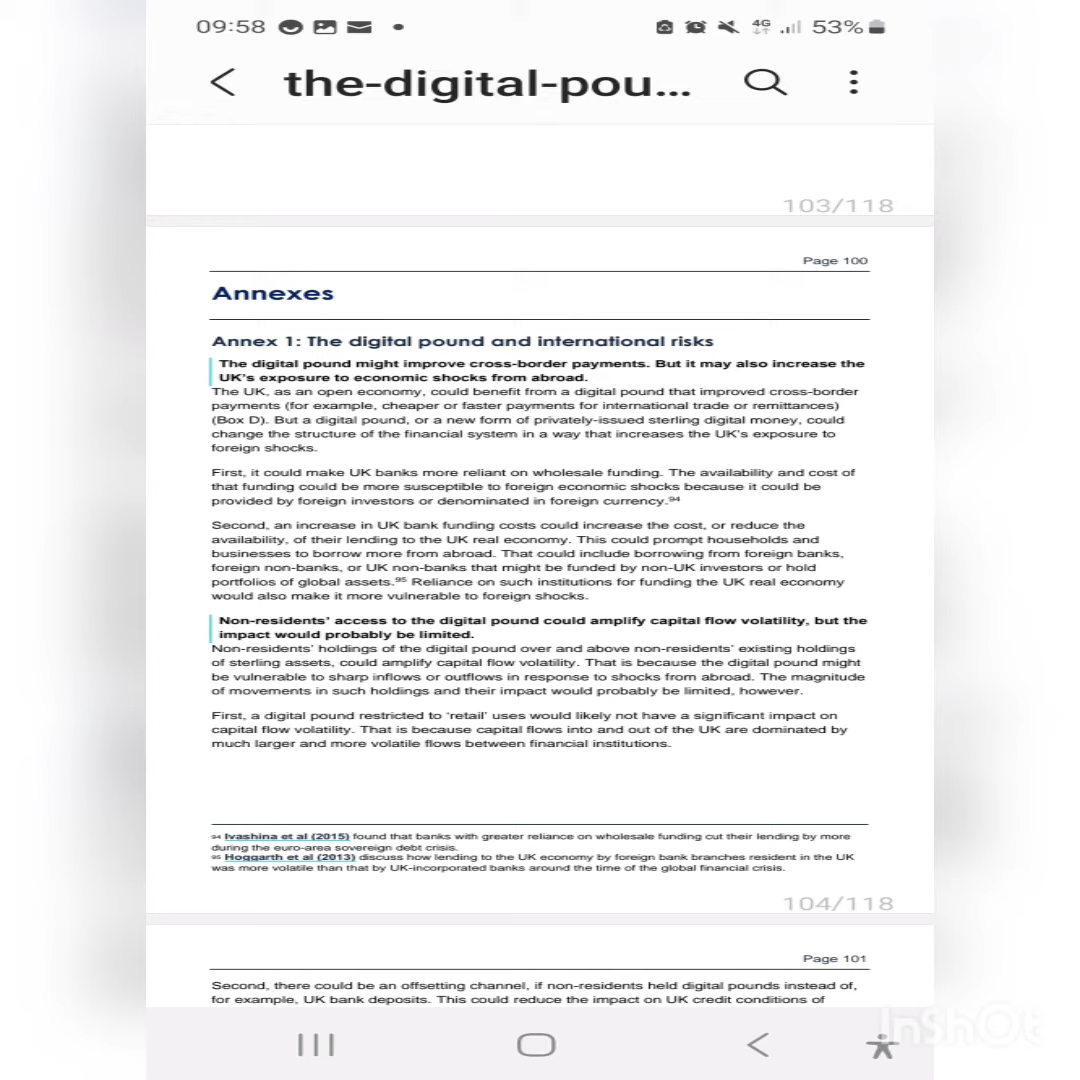 09:58
4G 53%
the-digital-pou...
103/118
Page 100
Annexes
Annex 1: The digital pound and international risks
The digital pound might improve cross-border payments. But it may also increase the
UK's exposure to economic shocks from abroad.
The UK, as an open economy, could benefit from a digital pound that improved cross-border
payments (for example, cheaper or faster payments for international trade or remittances)
(Box D). But a digital pound, or a new form of privately-issued sterling digital money, could
change the structure of the financial system in a way that increases the UK's exposure to
foreign shocks.
First, it could make UK banks more reliant on wholesale funding. The availability and cost of
that funding could be more susceptible to foreign economic shocks because it could be
provided by foreign investors or denominated in foreign currency.⁹⁴
Second, an increase in UK bank funding costs could increase the cost, or reduce the
availability, of their lending to the UK real economy. This could prompt households and
businesses to borrow more from abroad. That could include borrowing from foreign banks,
foreign non-banks, or UK non-banks that might be funded by non-UK investors or hold
portfolios of global assets.⁹⁵ Reliance on such institutions for funding the UK real economy
would also make it more vulnerable to foreign shocks.
Non-residents' access to the digital pound could amplify capital flow volatility, but the
impact would probably be limited.
Non-residents' holdings of the digital pound over and above non-residents' existing holdings
of sterling assets, could amplify capital flow volatility. That is because the digital pound might
be vulnerable to sharp inflows or outflows in response to shocks from abroad. The magnitude
of movements in such holdings and their impact would probably be limited, however.
First, a digital pound restricted to 'retail' uses would likely not have a significant impact on
capital flow volatility. That is because capital flows into and out of the UK are dominated by
much larger and more volatile flows between financial institutions.
⁹⁴ Ivashina et al (2015) found that banks with greater reliance on wholesale funding cut their lending by more
during the euro-area sovereign debt crisis.
⁹⁵ Hoggarth et al (2013) discuss how lending to the UK economy by foreign bank branches resident in the UK
was more volatile than that by UK-incorporated banks around the time of the global financial crisis.
104/118
Page 101
Second, there could be an offsetting channel, if non-residents held digital pounds instead of,
for example, UK bank deposits. This could reduce the impact on UK credit conditions of
InShOt